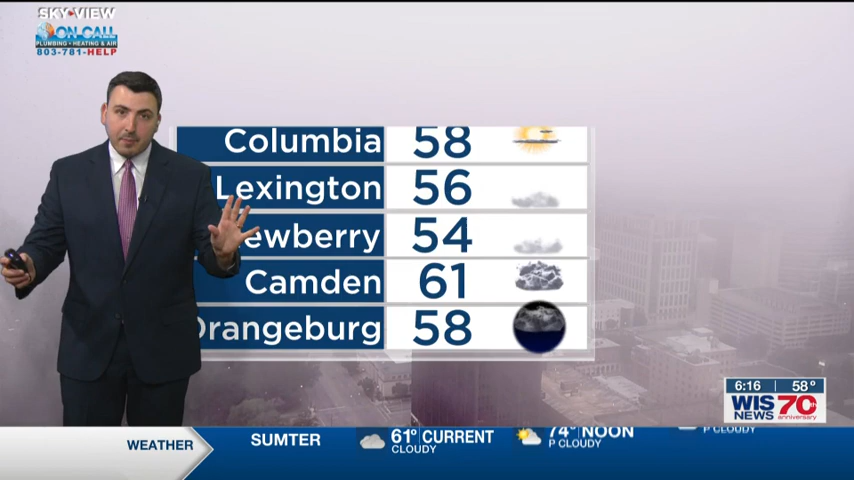 SKY-VIEW
ON-CALL
PLUMBING • HEATING & AIR
803-781-HELP
Columbia 58
Lexington 56
ewberry 54
Camden 61
Orangeburg 58
6:16 58°
WIS NEWS 70th anniversary
WEATHER SUMTER 61° CURRENT CLOUDY 74° NOON P CLOUDY P CLOUDY